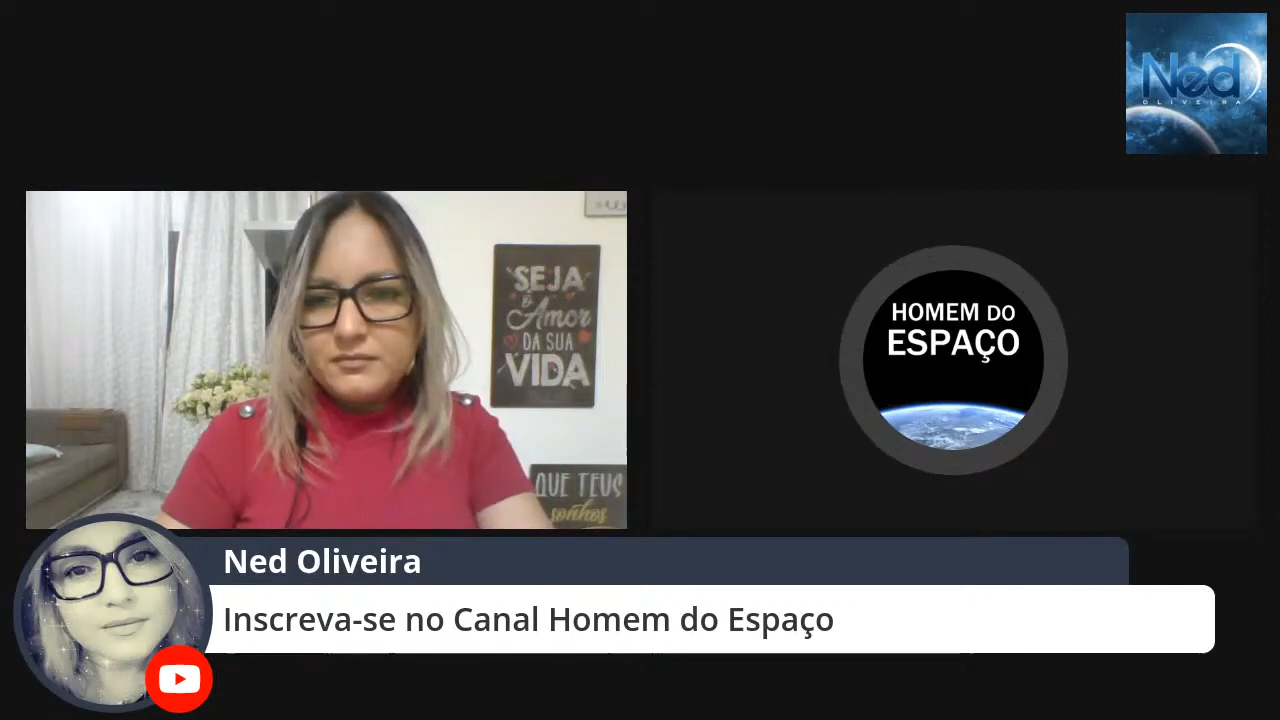 Ned
OLIVEIRA
SEJA
o
Amor
DA SUA
VIDA
QUE TEUS
sonhos
HOMEM DO
ESPAÇO
Ned Oliveira
Inscreva-se no Canal Homem do Espaço